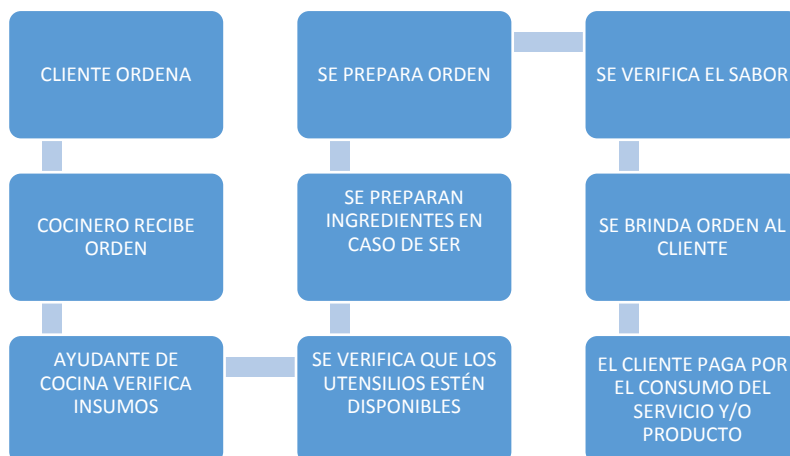 CLIENTE ORDENA
COCINERO RECIBE
ORDEN
AYUDANTE DE
COCINA VERIFICA
INSUMOS
SE VERIFICA QUE LOS
UTENSILIOS ESTÉN
DISPONIBLES
SE PREPARAN
INGREDIENTES EN
CASO DE SER
SE PREPARA ORDEN
SE VERIFICA EL SABOR
SE BRINDA ORDEN AL
CLIENTE
EL CLIENTE PAGA POR
EL CONSUMO DEL
SERVICIO Y/O
PRODUCTO